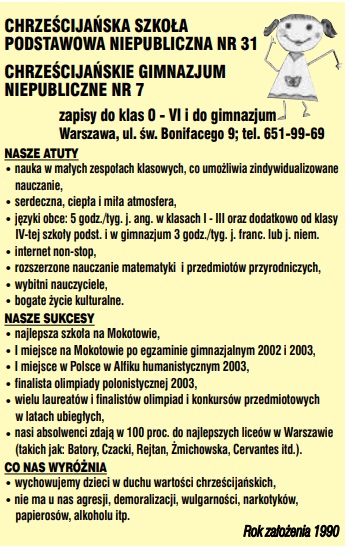 CHRZEŚCIJAŃSKA SZKOŁA
PODSTAWOWA NIEPUBLICZNA NR 31
CHRZEŚCIJAŃSKIE GIMNAZJUM
NIEPUBLICZNE NR 7
zapisy do klas 0 - VI i do gimnazjum
Warszawa, ul. św. Bonifacego 9; tel. 651-99-69
NASZE ATUTY
• nauka w małych zespołach klasowych, co umożliwia zindywidualizowane
nauczanie,
• serdeczna, ciepła i miła atmosfera,
• języki obce: 5 godz./tyg. j. ang. w klasach I - III oraz dodatkowo od klasy
IV-tej szkoły podst. i w gimnazjum 3 godz./tyg. j. franc. lub j. niem.
• internet non-stop,
• rozszerzone nauczanie matematyki i przedmiotów przyrodniczych,
• wybitni nauczyciele,
• bogate życie kulturalne.
NASZE SUKCESY
• najlepsza szkoła na Mokotowie,
• I miejsce na Mokotowie po egzaminie gimnazjalnym 2002 i 2003,
• I miejsce w Polsce w Alfiku humanistycznym 2003,
• finalista olimpiady polonistycznej 2003,
• wielu laureatów i finalistów olimpiad i konkursów przedmiotowych
w latach ubiegłych,
• nasi absolwenci zdają w 100 proc. do najlepszych liceów w Warszawie
(takich jak: Batory, Czacki, Rejtan, Żmichowska, Cervantes itd.).
CO NAS WYRÓŻNIA
• wychowujemy dzieci w duchu wartości chrześcijańskich,
• nie ma u nas agresji, demoralizacji, wulgarności, narkotyków,
papierosów, alkoholu itp.
Rok założenia 1990